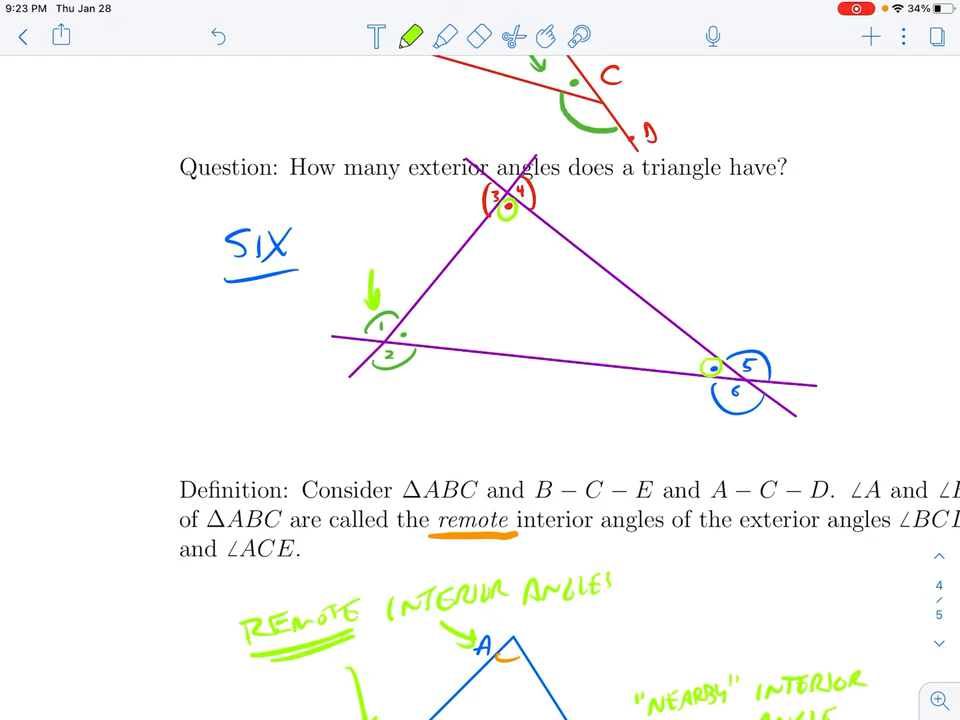 9:23 PM Thu Jan 28
34%
C
D
Question: How many exterior angles does a triangle have?
3 4
SIX
1
2
5
6
Definition: Consider ΔABC and B − C − E and A − C − D. ∠A and
of ΔABC are called the remote interior angles of the exterior angles
and ∠ACE.
4
/
5
REMOTE INTERIOR ANGLES
A
"NEARBY" INTERIOR
ANGLE